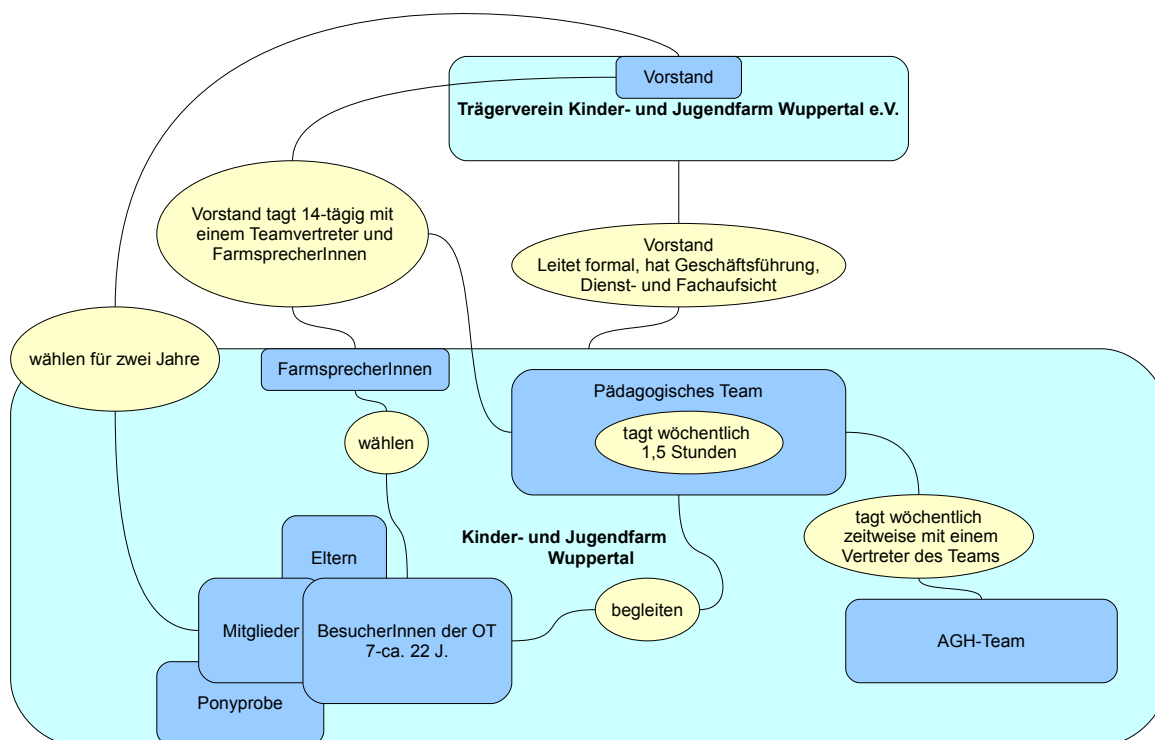 Vorstand
Trägerverein Kinder- und Jugendfarm Wuppertal e.V.
Vorstand tagt 14-tägig mit
einem Teamvertreter und
FarmsprecherInnen
Vorstand
Leitet formal, hat Geschäftsführung,
Dienst- und Fachaufsicht
wählen für zwei Jahre
FarmsprecherInnen
Pädagogisches Team
tagt wöchentlich
1,5 Stunden
wählen
tagt wöchentlich
zeitweise mit einem
Vertreter des Teams
Kinder- und Jugendfarm
Wuppertal
Eltern
begleiten
Mitglieder
BesucherInnen der OT
7-ca. 22 J.
AGH-Team
Ponyprobe